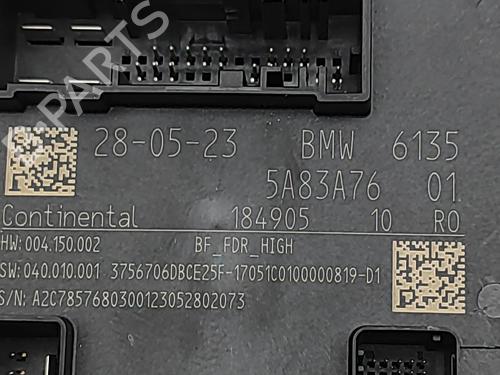 28-05-23 BMW 6135
5A83A76 01
Continental 184905 10 RO
HW:004.150.002 BF_FDR_HIGH
SW:040.010.001 3756706DBCE25F-17051C0100000819-D1
S/N: A2C7857680300123052802073
B PARTS